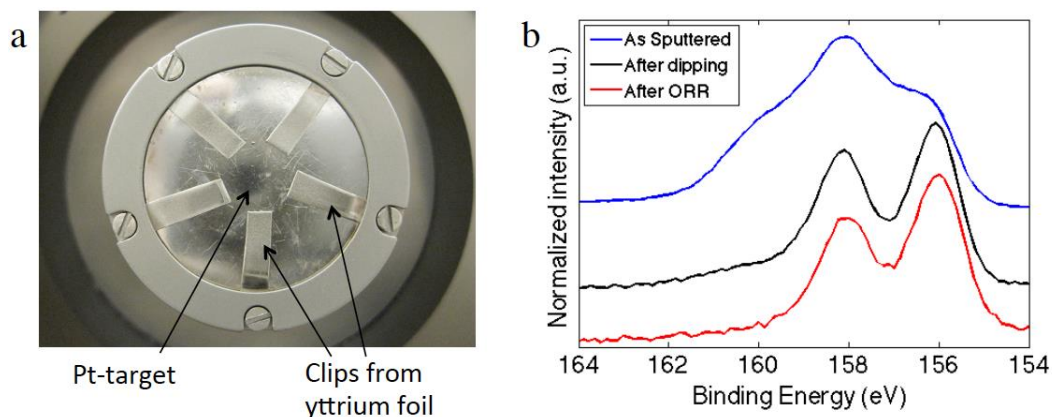 a
Pt-target
Clips from
yttrium foil
b
As Sputtered
After dipping
After ORR
Normalized intensity (a.u.)
164 162 160 158 156 154
Binding Energy (eV)